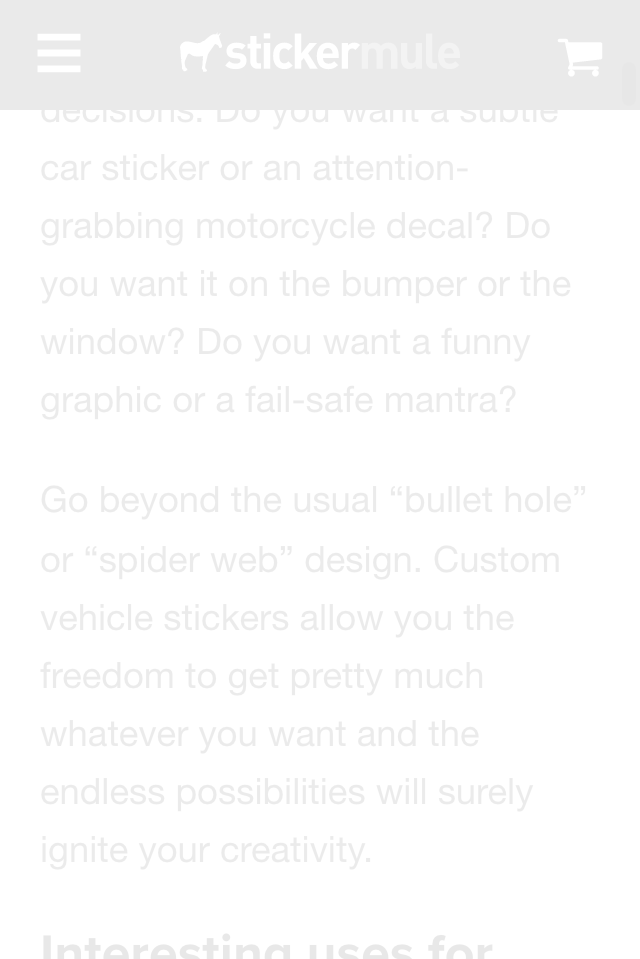 stickermule
decisions. Do you want a subtle
car sticker or an attention-
grabbing motorcycle decal? Do
you want it on the bumper or the
window? Do you want a funny
graphic or a fail-safe mantra?
Go beyond the usual “bullet hole”
or “spider web” design. Custom
vehicle stickers allow you the
freedom to get pretty much
whatever you want and the
endless possibilities will surely
ignite your creativity.
Interesting uses for